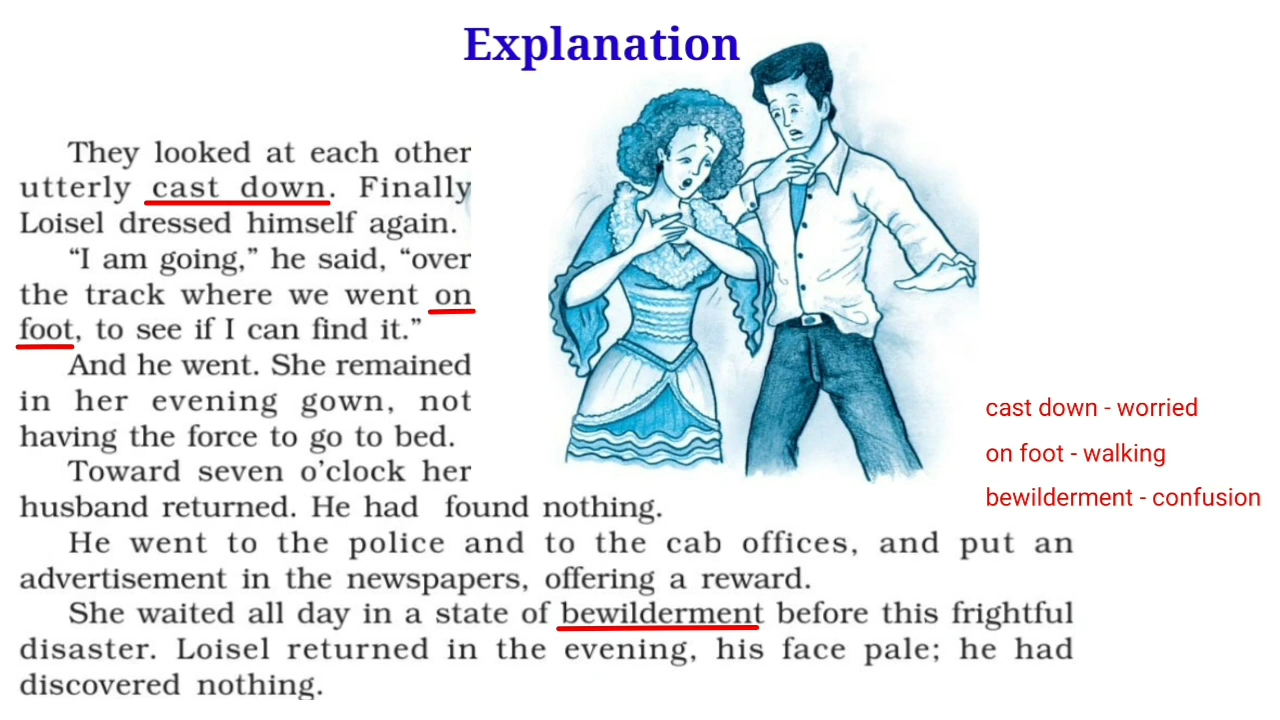 Explanation
They looked at each other
utterly cast down. Finally
Loisel dressed himself again.
“I am going,” he said, “over
the track where we went on
foot, to see if I can find it.”
And he went. She remained
in her evening gown, not
having the force to go to bed.
Toward seven o’clock her
husband returned. He had found nothing.
He went to the police and to the cab offices, and put an
advertisement in the newspapers, offering a reward.
She waited all day in a state of bewilderment before this frightful
disaster. Loisel returned in the evening, his face pale; he had
discovered nothing.
cast down - worried
on foot - walking
bewilderment - confusion